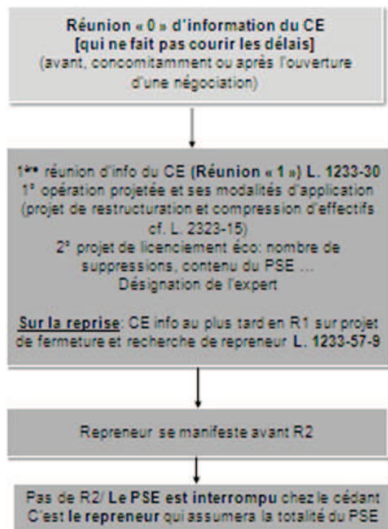 Réunion « 0 » d'information du CE
[qui ne fait pas courir les délais]
(avant, concomitamment ou après l'ouverture
d'une négociation)
1ère réunion d'info du CE (Réunion « 1 ») L. 1233-30
1° opération projetée et ses modalités d'application
(projet de restructuration et compression d'effectifs
cf. L. 2323-15)
2° projet de licenciement éco: nombre de
suppressions, contenu du PSE ...
Désignation de l'expert
Sur la reprise: CE info au plus tard en R1 sur projet
de fermeture et recherche de repreneur L. 1233-57-9
Repreneur se manifeste avant R2
Pas de R2/ Le PSE est interrompu chez le cédant
C'est le repreneur qui assumera la totalité du PSE